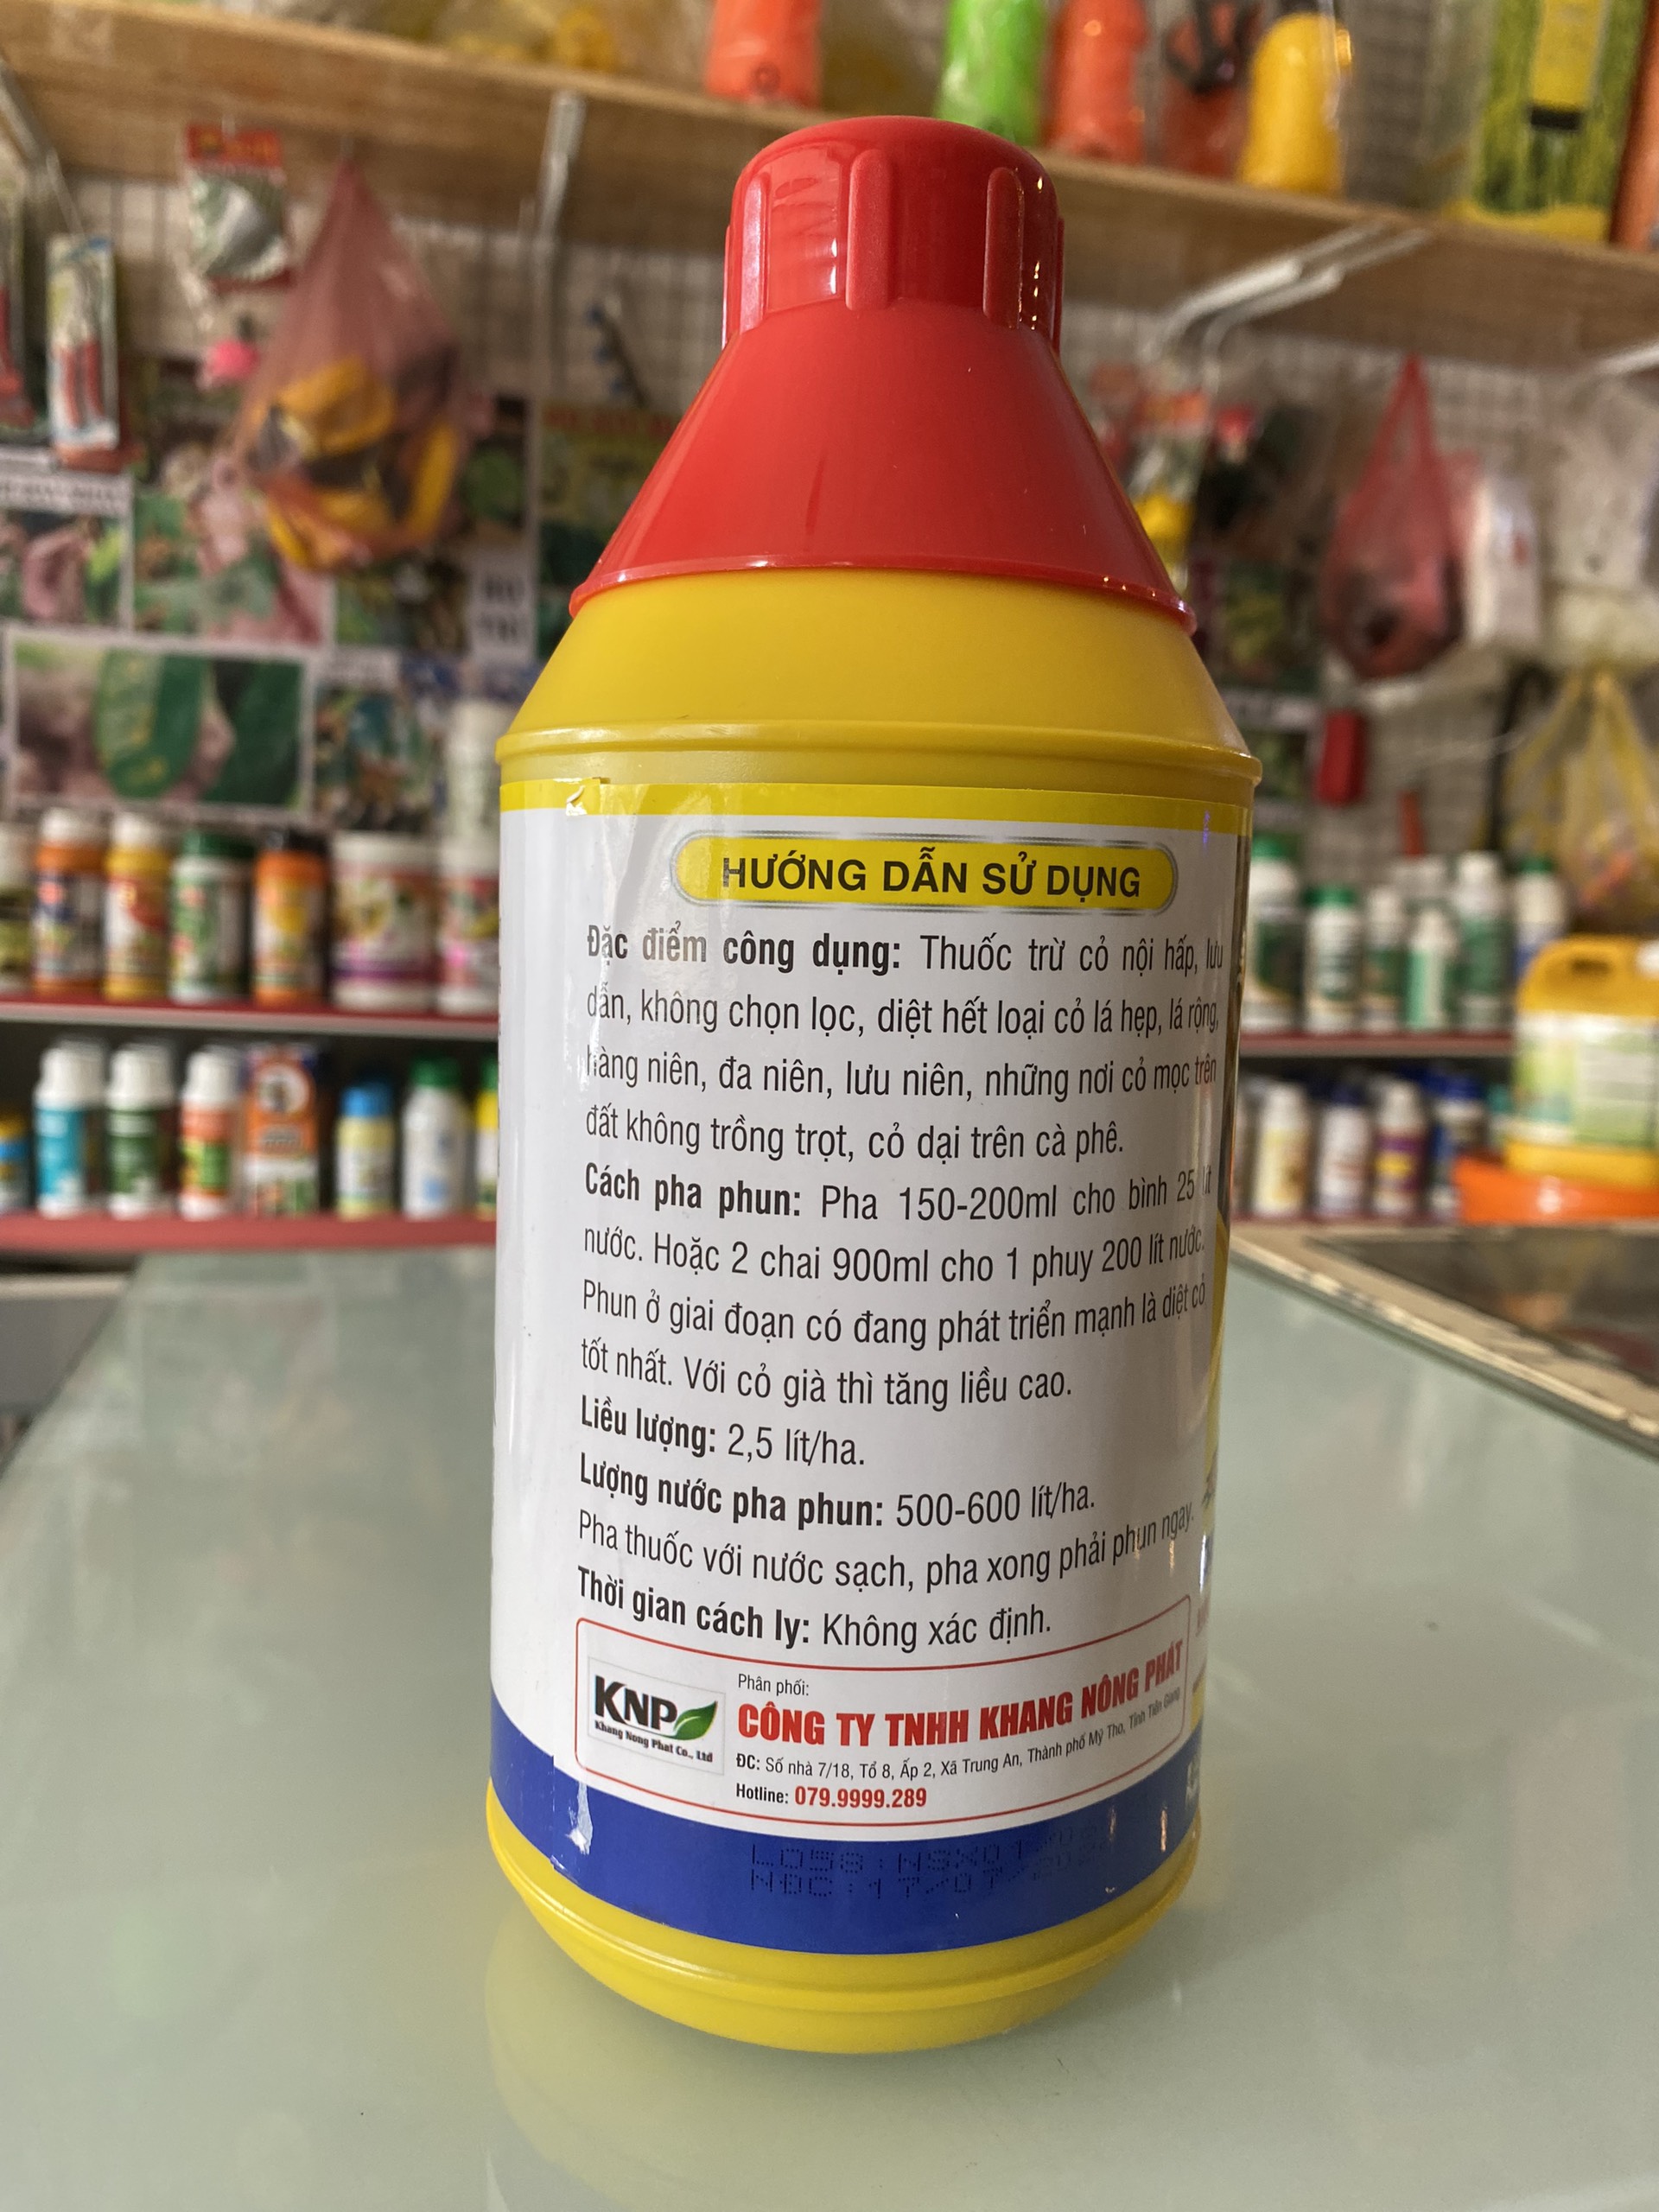 HƯỚNG DẪN SỬ DỤNG
Đặc điểm công dụng: Thuốc trừ cỏ nội hấp, lưu
dẫn, không chọn lọc, diệt hết loại cỏ lá hẹp, lá rộng,
hàng niên, đa niên, lưu niên, những nơi cỏ mọc trên
đất không trồng trọt, cỏ dại trên cà phê.
Cách pha phun: Pha 150-200ml cho bình 25 lít
nước. Hoặc 2 chai 900ml cho 1 phuy 200 lít nước.
Phun ở giai đoạn có đang phát triển mạnh là diệt cỏ
tốt nhất. Với cỏ già thì tăng liều cao.
Liều lượng: 2,5 lít/ha.
Lượng nước pha phun: 500-600 lít/ha.
Pha thuốc với nước sạch, pha xong phải phun ngay.
Thời gian cách ly: Không xác định.
KNP
Khang Nong Phat Co., Ltd
Phân phối:
CÔNG TY TNHH KHANG NÔNG PHÁT
ĐC: Số nhà 7/18, Tổ 8, Ấp 2, Xã Trung An, Thành phố Mỹ Tho, Tỉnh Tiền Giang
Hotline: 079.9999.289